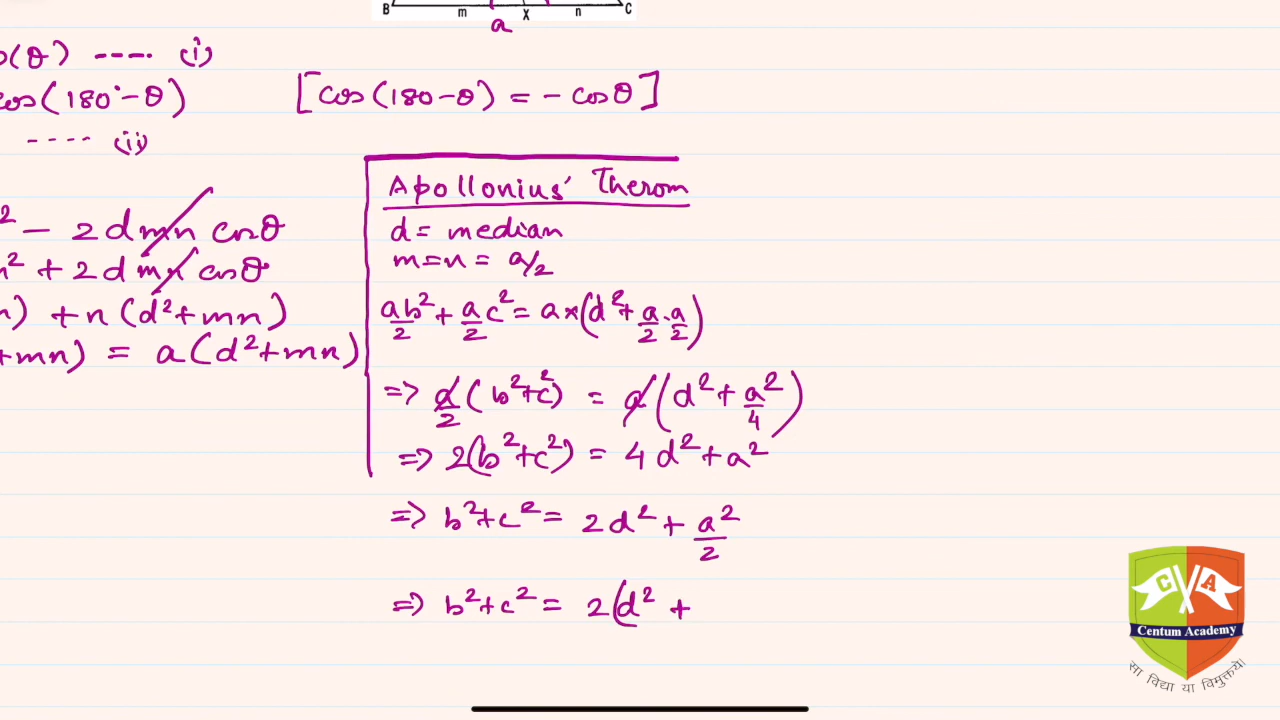 B m X n C
a
(θ) ---- (i)
cos(180°-θ) [cos(180-θ) = - cosθ]
---- (ii)
² - 2dmn cosθ
n² + 2dmn cosθ
n) + n(d²+mn)
+mn) = a(d²+mn)
Apollonius' Therom
d = median
m=n = a/2
ab²/2 + a/2 c² = a×(d²+a/2.a/2)
=> a/2 (b²+c²) = a(d²+a²/4)
=> 2(b²+c²) = 4d²+a²
=> b²+c² = 2d² + a²/2
=> b²+c² = 2(d² +
C A
Centum Academy
सा विद्या या विमुक्तये।